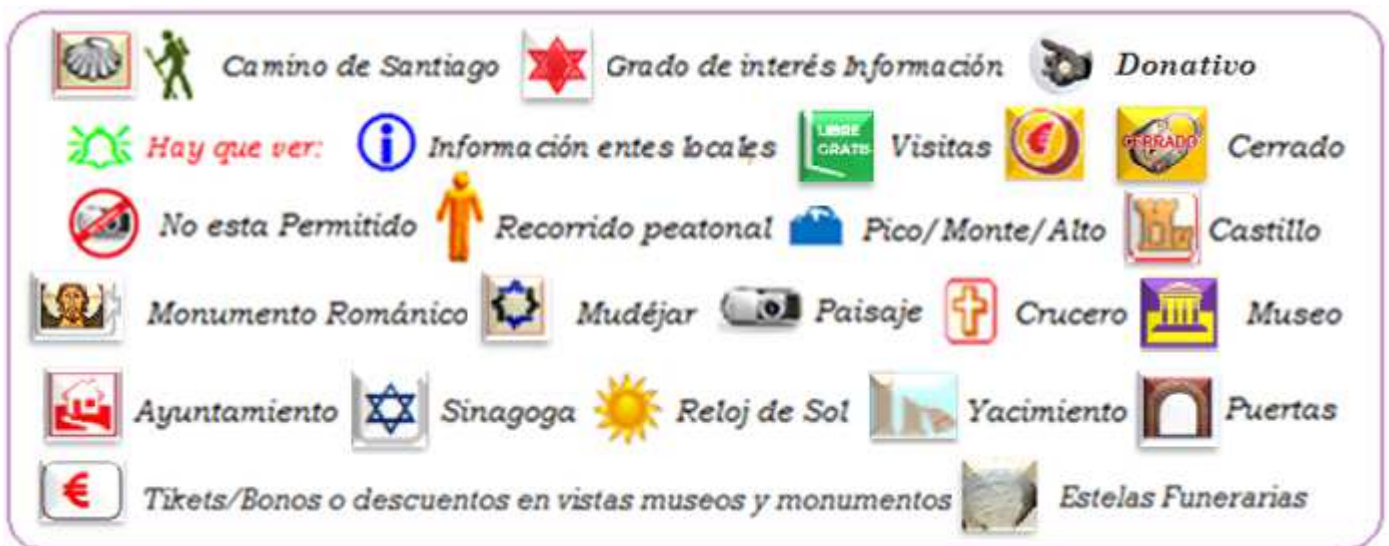 Camino de Santiago Grado de interés Información Donativo
Hay que ver: Información entes locales LIBRE GRATIS Visitas € CERRADO Cerrado
No esta Permitido Recorrido peatonal Pico/Monte/Alto Castillo
Monumento Románico Mudéjar Paisaje Crucero Museo
Ayuntamiento Sinagoga Reloj de Sol Yacimiento Puertas
€ Tikets/Bonos o descuentos en vistas museos y monumentos Estelas Funerarias